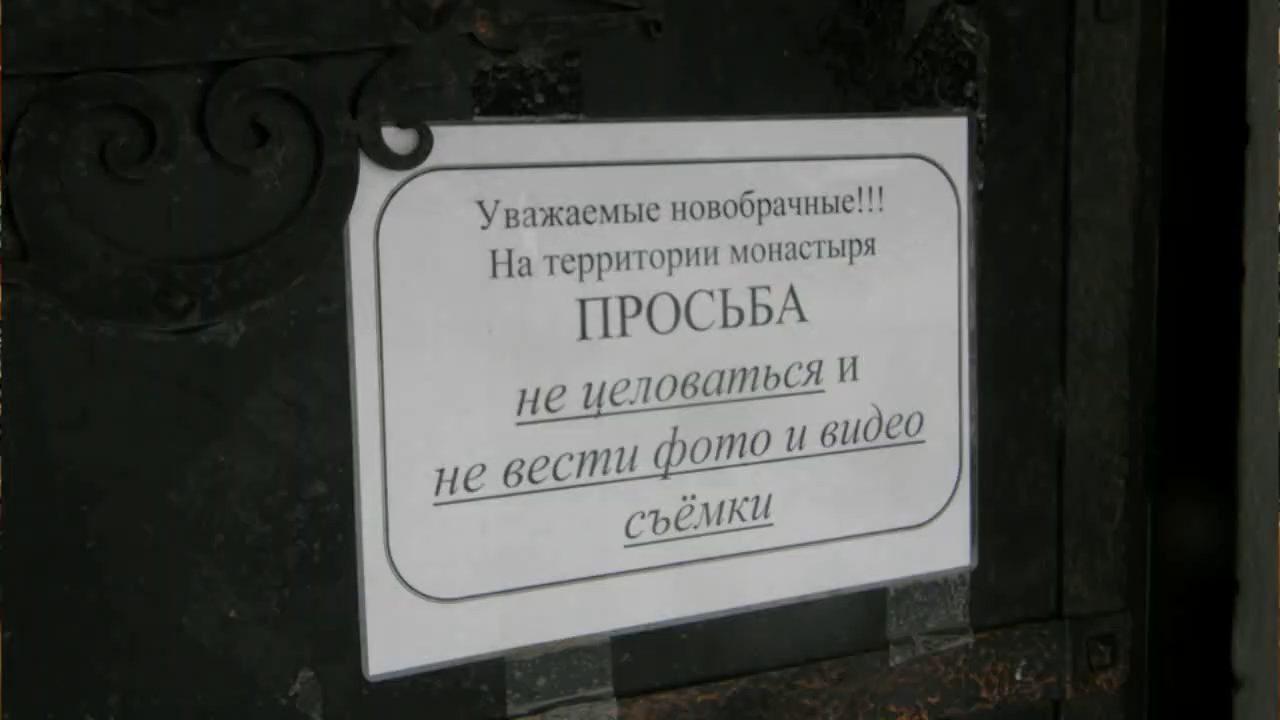 Уважаемые новобрачные!!!
На территории монастыря
ПРОСЬБА
не целоваться и
не вести фото и видео
съёмки